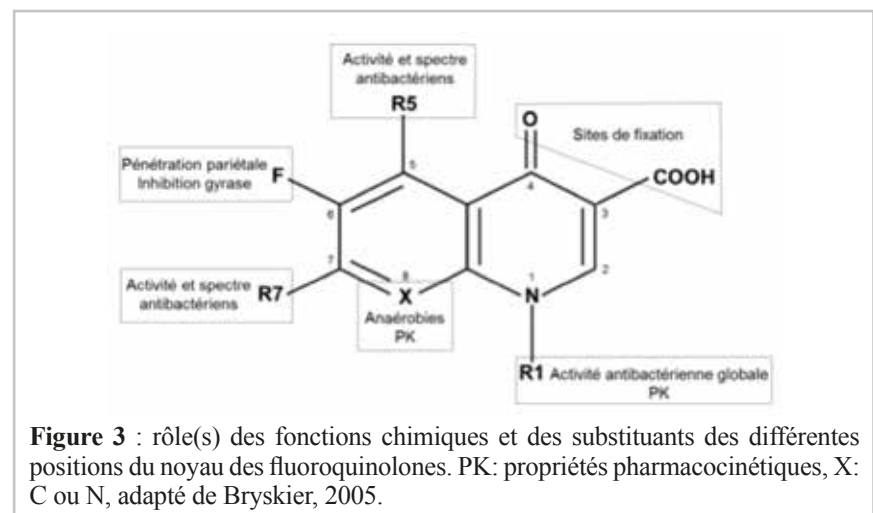 Activité et spectre
antibactériens
R5
O
Sites de fixation
Pénétration pariétale
Inhibition gyrase
F
5
4
COOH
6
3
7
8
1
2
Activité et spectre
antibactériens
R7
X
N
Anaérobies
PK
R1 Activité antibactérienne globale
PK
Figure 3 : rôle(s) des fonctions chimiques et des substituants des différentes
positions du noyau des fluoroquinolones. PK: propriétés pharmacocinétiques, X:
C ou N, adapté de Bryskier, 2005.